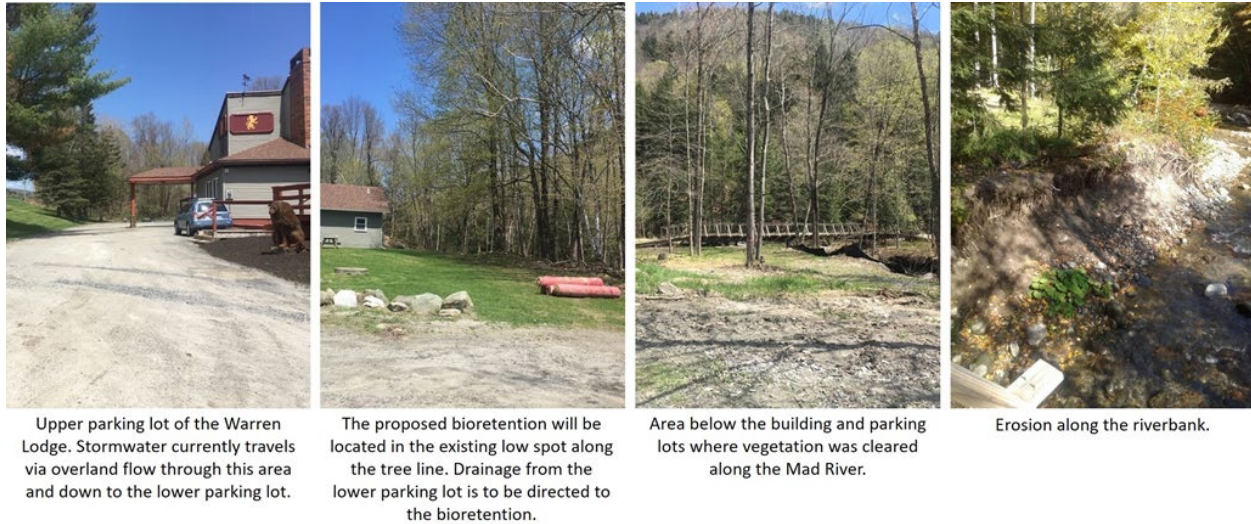 Upper parking lot of the Warren
Lodge. Stormwater currently travels
via overland flow through this area
and down to the lower parking lot.
The proposed bioretention will be
located in the existing low spot along
the tree line. Drainage from the
lower parking lot is to be directed to
the bioretention.
Area below the building and parking
lots where vegetation was cleared
along the Mad River.
Erosion along the riverbank.